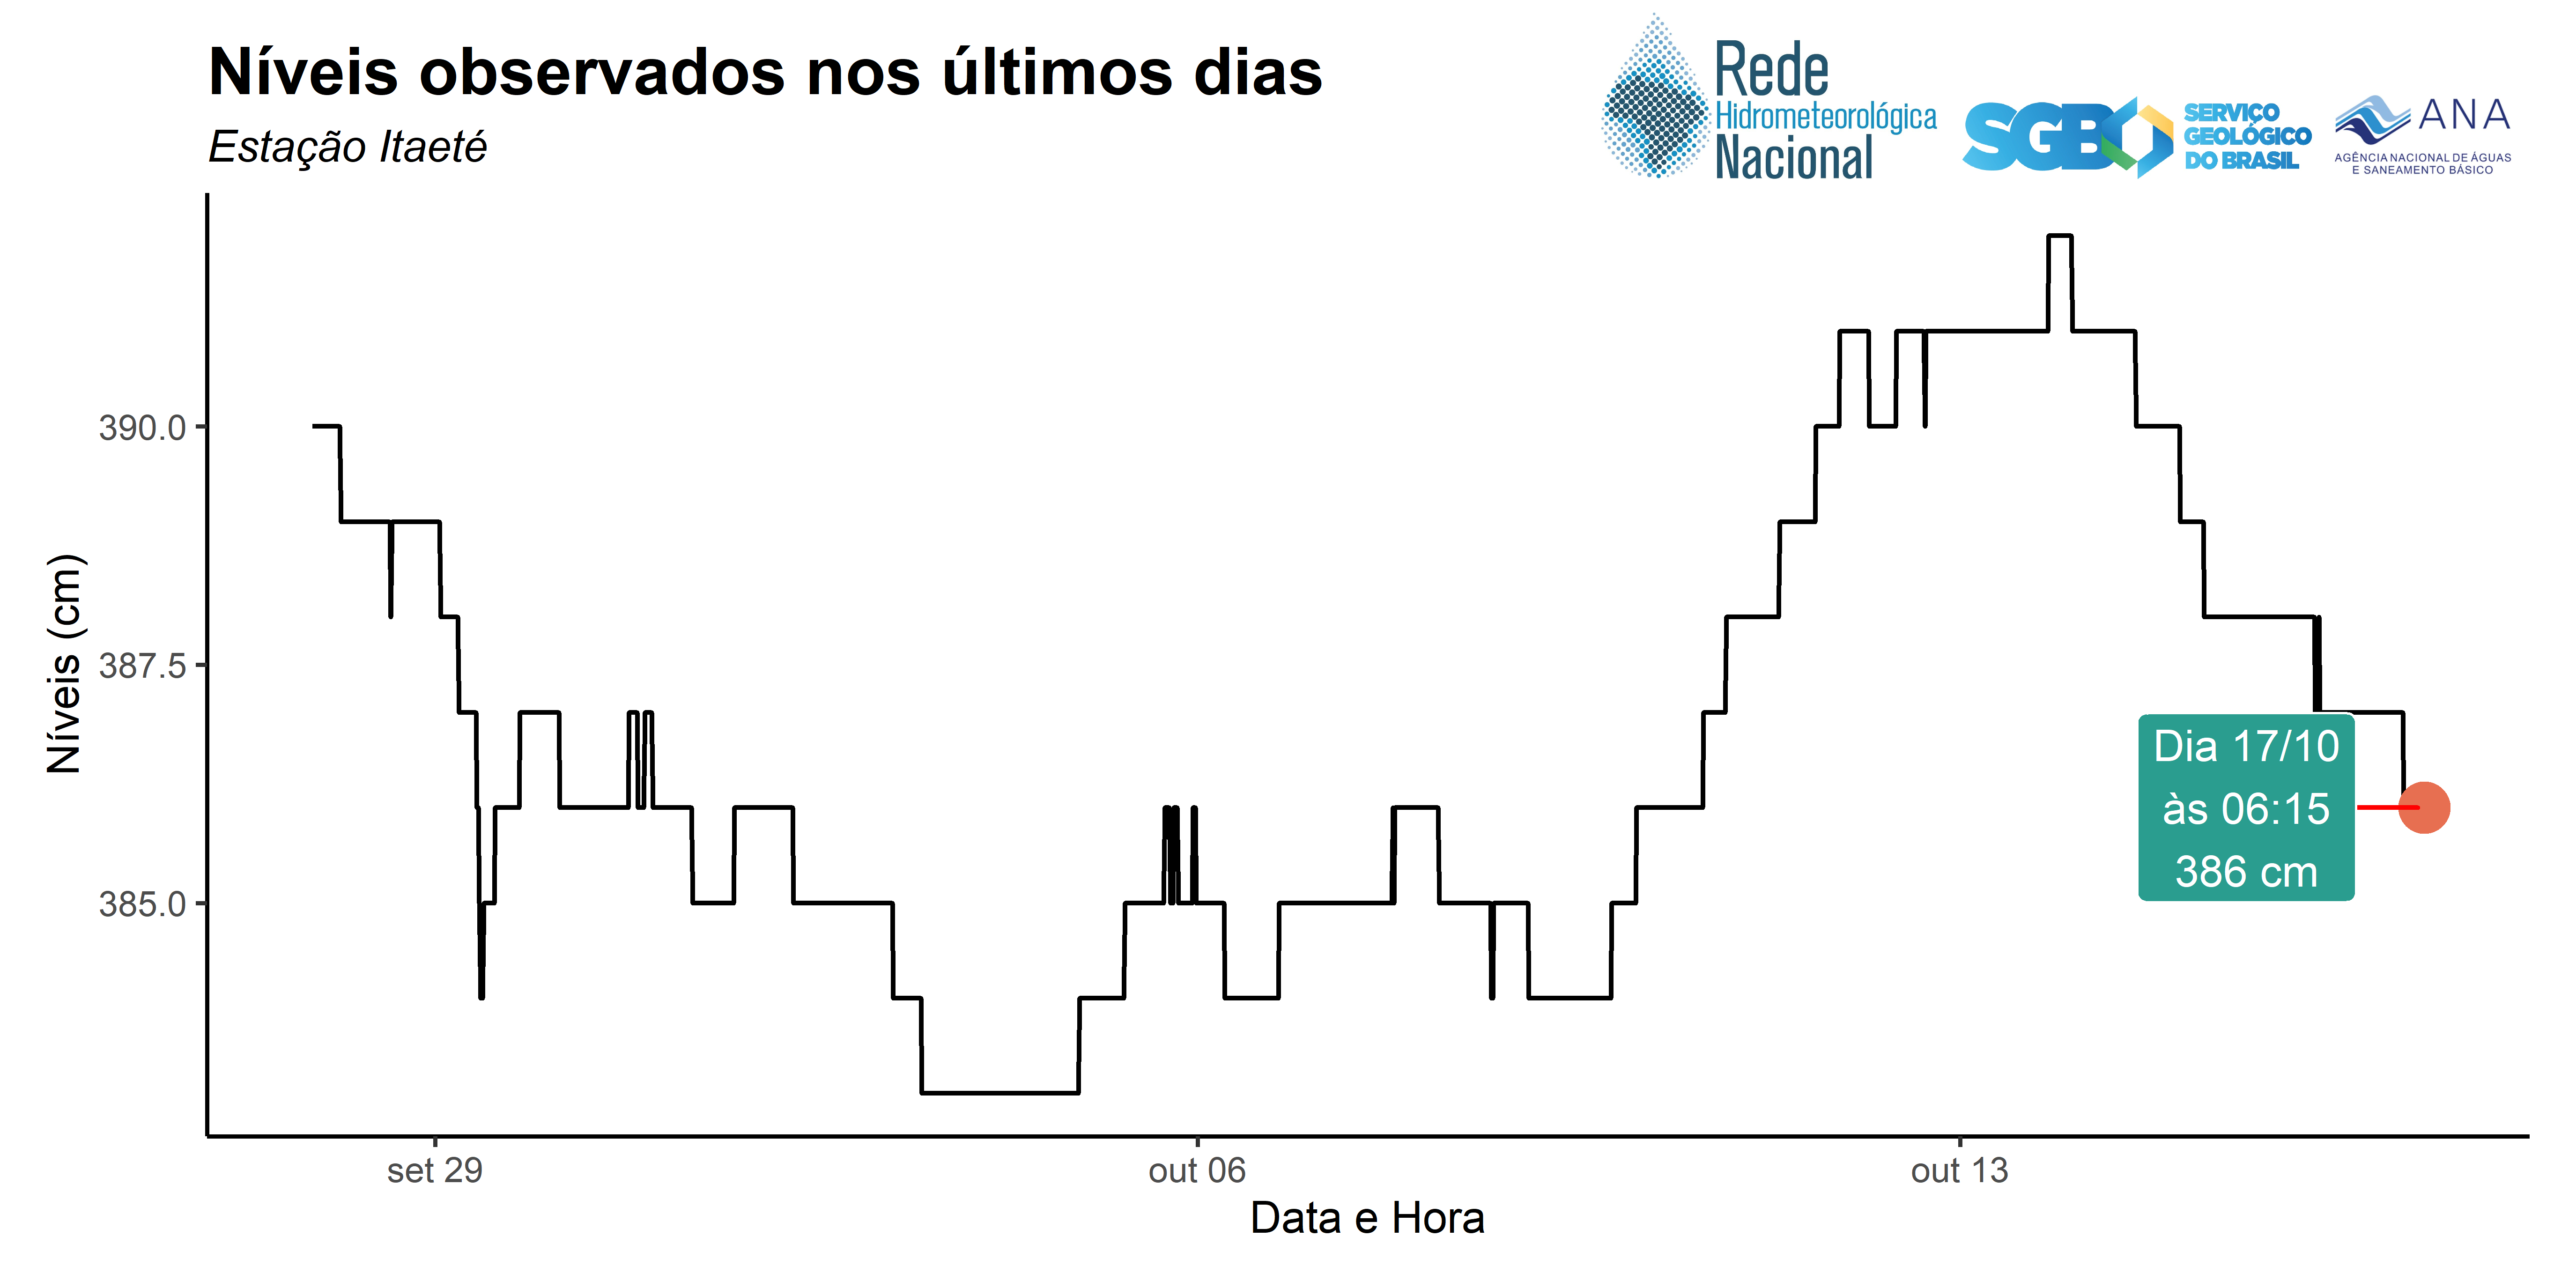 Níveis observados nos últimos dias
Estação Itaeté
Rede
Hidrometeorológica
Nacional
SGB
SERVIÇO
GEOLÓGICO
DO BRASIL
ANA
AGÊNCIA NACIONAL DE ÁGUAS
E SANEAMENTO BÁSICO
Níveis (cm)
390.0
387.5
385.0
Dia 17/10
às 06:15
386 cm
set 29
out 06
out 13
Data e Hora